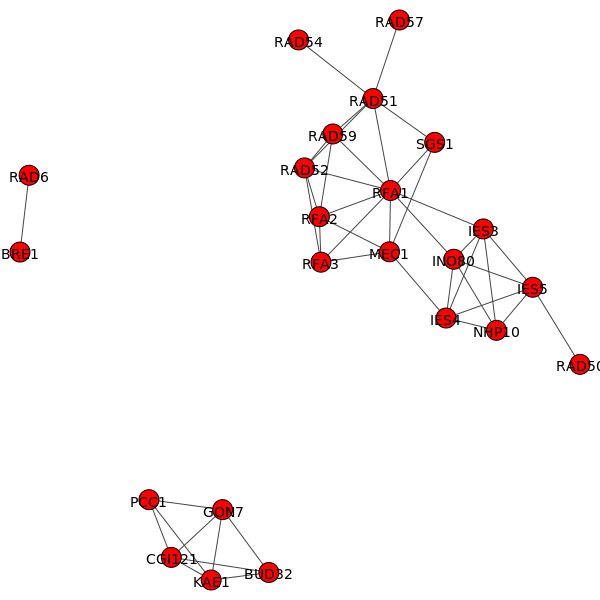 RAD57
RAD54
RAD51
RAD59
SGS1
RAD52
RAD6
RFA1
RFA2
IES3
BRE1
MEC1
INO80
RFA3
IES5
IES4
NHP10
RAD50
PCC1
GON7
CGI121
BUD32
KAE1